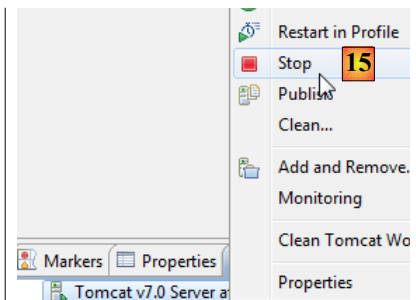 Restart in Profile
Stop
15
Publish
Clean...
Add and Remove.
Monitoring
Clean Tomcat Wo
Properties
Markers
Properties
Tomcat v7.0 Server a